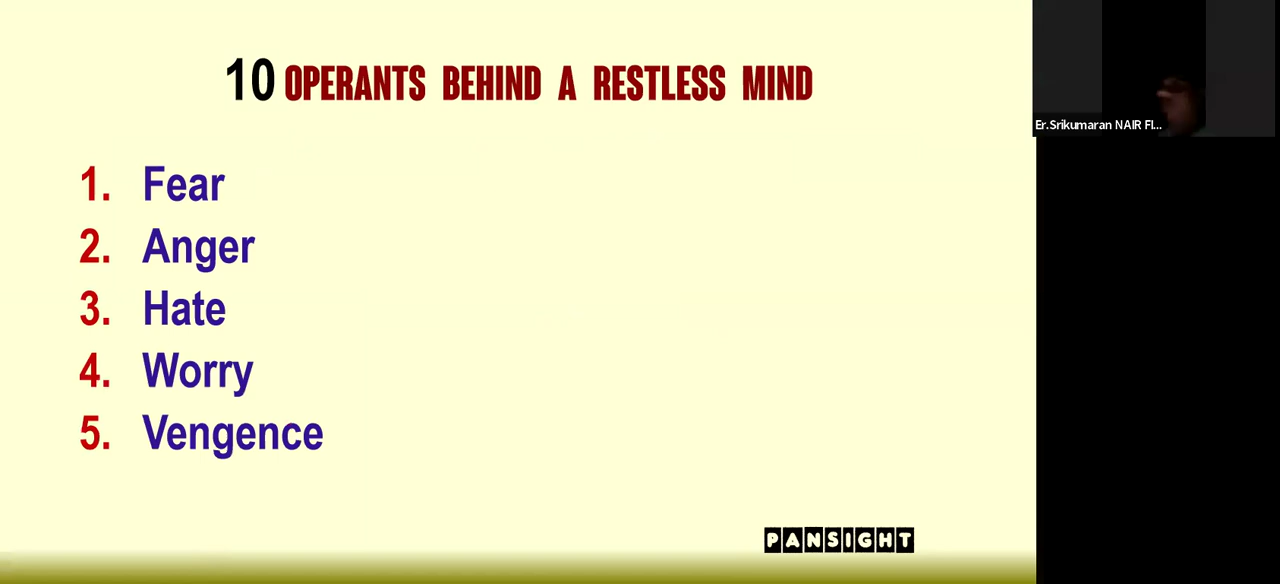 10 OPERANTS BEHIND A RESTLESS MIND
1. Fear
2. Anger
3. Hate
4. Worry
5. Vengence
PANSIGHT
Er.Srikumaran NAIR FI...